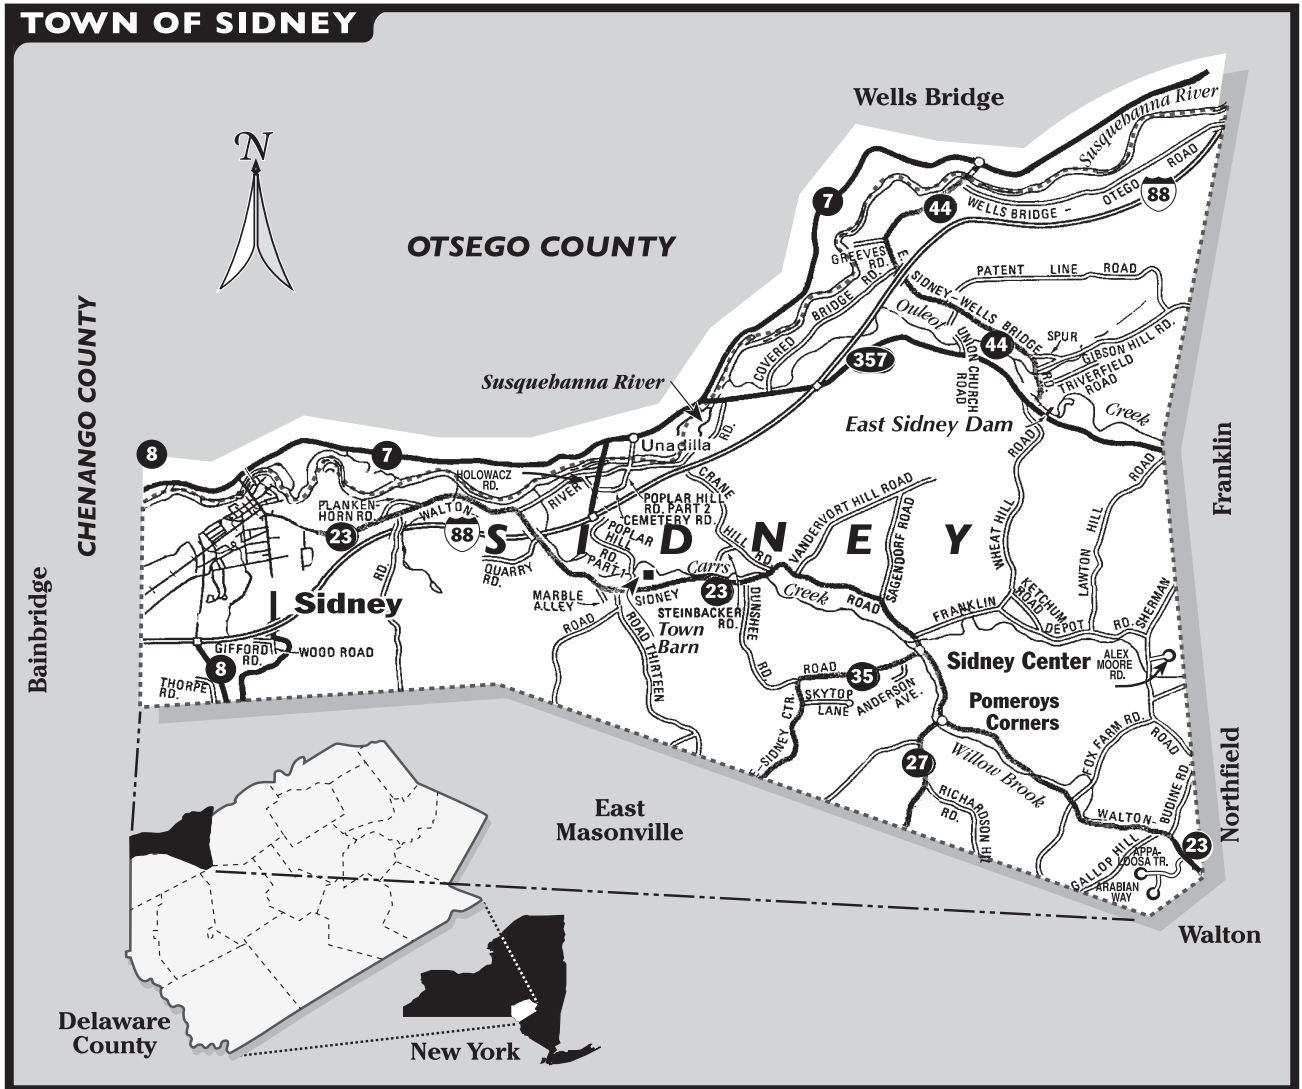 TOWN OF SIDNEY
Wells Bridge
Susquehanna River
N
7
44
WELLS BRIDGE -
OTEGO
ROAD
88
OTSEGO COUNTY
GREEVES
RD.
E.
SIDNEY-WELLS BRIDGE
RD.
PATENT LINE ROAD
COVERED BRIDGE RD.
Ouleot
SPUR
GIBSON HILL RD.
TRIVERFIELD
ROAD
UNION CHURCH
ROAD
44
357
CHENANGO COUNTY
Susquehanna River
Creek
East Sidney Dam
8
7
Unadilla
RD.
HOLOWACZ
RD.
RIVER
PLANKEN-
HORN RD.
23
WALTON-
88
POPLAR HILL
RD. PART 2
CEMETERY RD.
CRANE
HILL RD.
VANDERVORT HILL ROAD
SAGENDORF ROAD
WHEAT HILL
ROAD
LAWTON HILL
ROAD
Franklin
SIDNEY
POPLAR
HILL
RD.
PART 1
QUARRY
RD.
RD.
Carrs
Creek
23
SIDNEY
ROAD
MARBLE
ALLEY
STEINBACKER
RD.
DUNSHEE
RD.
FRANKLIN
KETCHUM
ROAD
DEPOT
RD.
SHERMAN
Bainbridge
Sidney
ROAD
ROAD THIRTEEN
Town
Barn
GIFFORD
RD.
WOOD ROAD
8
THORPE
RD.
Sidney Center
ALEX
MOORE
RD.
ROAD
35
SKYTOP
LANE
ANDERSON
AVE.
E.-SIDNEY CTR.
Pomeroys
Corners
27
Willow Brook
FOX FARM RD.
ROAD
Northfield
RICHARDSON HILL
RD.
WALTON-
BUDINE RD.
23
GALLOP HILL
APPA-
LOOSA TR.
ARABIAN
WAY
East
Masonville
Walton
Delaware
County
New York